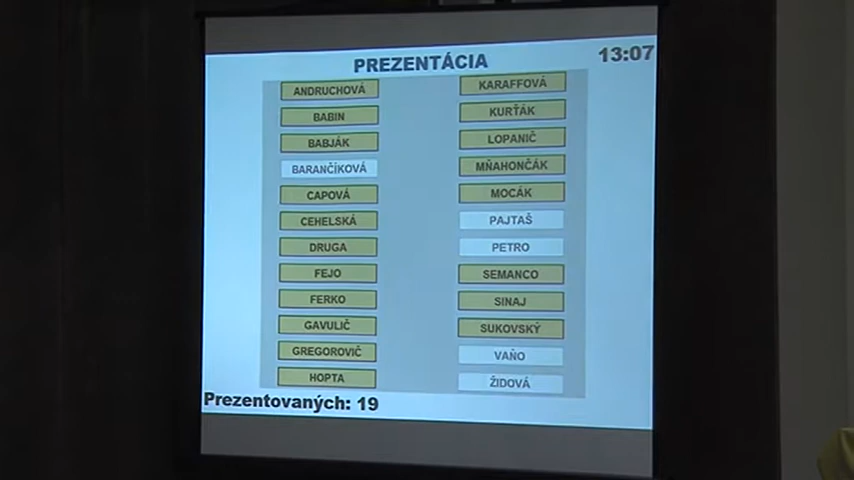 PREZENTÁCIA
13:07
ANDRUCHOVÁ
BABIN
BABJÁK
BARANČÍKOVÁ
CAPOVÁ
CEHELSKÁ
DRUGA
FEJO
FERKO
GAVULIČ
GREGOROVIČ
HOPTA
KARAFFOVÁ
KURŤÁK
LOPANIČ
MŇAHONČÁK
MOCÁK
PAJTAŠ
PETRO
SEMANCO
SINAJ
SUKOVSKÝ
VAŇO
ŽIDOVÁ
Prezentovaných: 19